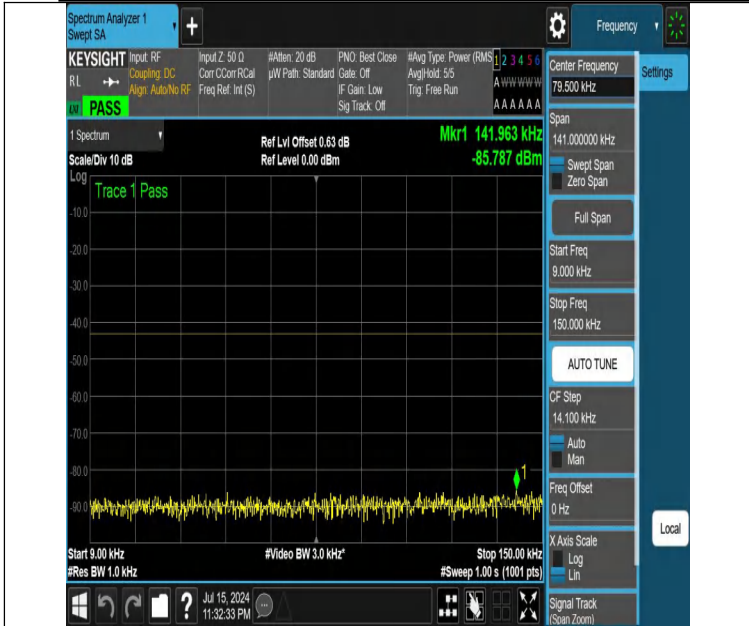 Spectrum Analyzer 1
Swept SA
+
Frequency
KEYSIGHT
RL
PASS
Input: RF
Coupling: DC
Align: Auto/No RF
Input Z: 50 Ω
Corr CCorr RCal
Freq Ref: Int (S)
#Atten: 20 dB
µW Path: Standard
PNO: Best Close
Gate: Off
IF Gain: Low
Sig Track: Off
#Avg Type: Power (RMS
Avg|Hold: 5/5
Trig: Free Run
1 2 3 4 5 6
A W W W W W
A A A A A A
Center Frequency
79.500 kHz
Settings
1 Spectrum
Scale/Div 10 dB
Ref Lvl Offset 0.63 dB
Ref Level 0.00 dBm
Mkr1 141.963 kHz
-85.787 dBm
Span
141.000000 kHz
Swept Span
Zero Span
Log
Trace 1 Pass
-10.0
-20.0
-30.0
-40.0
-50.0
-60.0
-70.0
-80.0
-90.0
1
Full Span
Start Freq
9.000 kHz
Stop Freq
150.000 kHz
AUTO TUNE
CF Step
14.100 kHz
Auto
Man
Freq Offset
0 Hz
X Axis Scale
Log
Lin
Local
Signal Track
(Span Zoom)
Start 9.00 kHz
#Res BW 1.0 kHz
#Video BW 3.0 kHz*
Stop 150.00 kHz
#Sweep 1.00 s (1001 pts)
?
Jul 15, 2024
11:32:33 PM